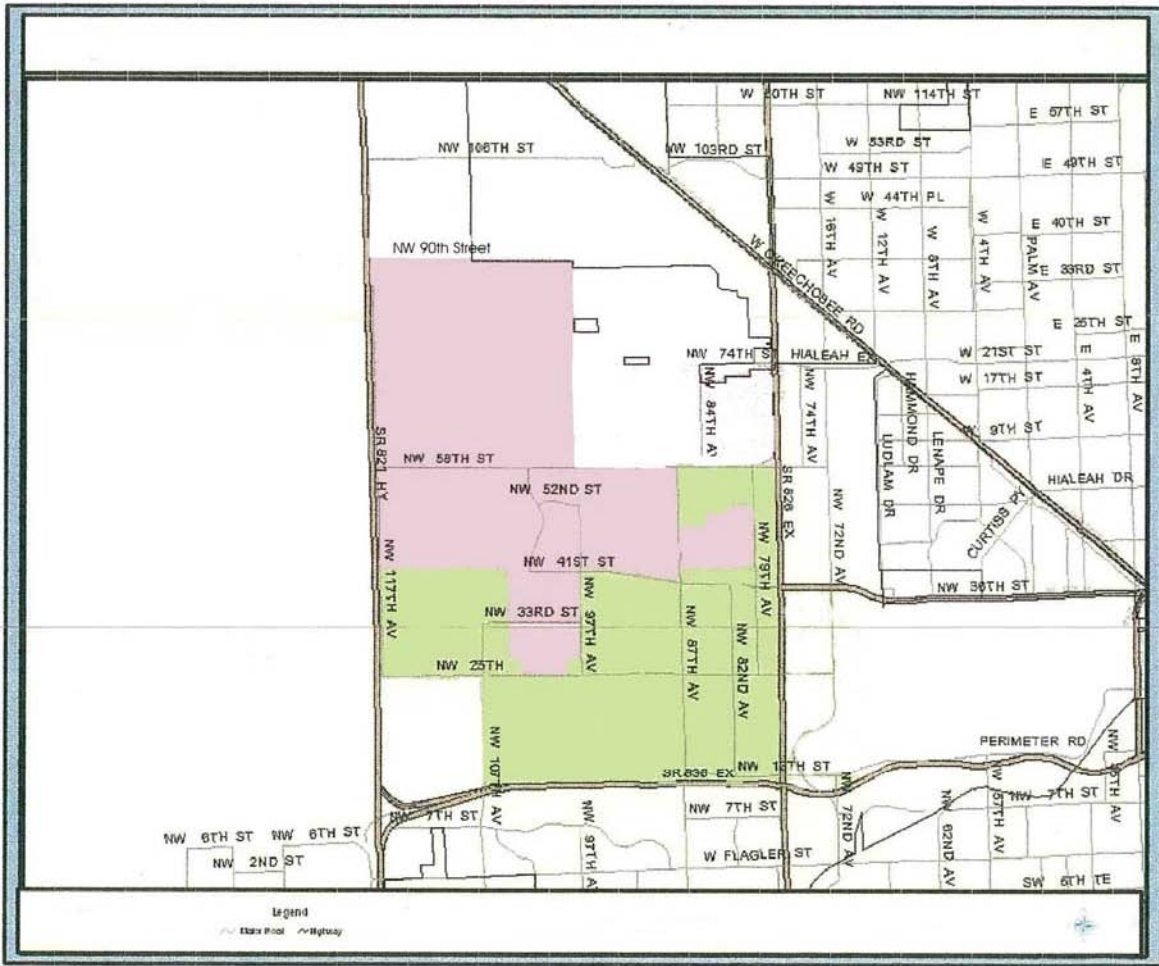 W 60TH ST
NW 114TH ST
E 57TH ST
NW 106TH ST
NW 103RD ST
W 53RD ST
W 49TH ST
E 49TH ST
W 44TH PL
W 16TH AV
W 12TH AV
W 8TH AV
W 4TH AV
PALM AV
E 40TH ST
NW 90th Street
W OKEECHOBEE RD
E 33RD ST
E 25TH ST
E 8TH AV
NW 74TH ST
HIALEAH EX
W 21ST ST
E 4TH AV
W 17TH ST
NW 84TH AV
NW 74TH AV
HAMMOND DR
W 9TH ST
LUDLAM DR
LENAPE DR
SR 821 HY
NW 58TH ST
SR 826 EX
HIALEAH DR
NW 52ND ST
NW 72ND AV
CURTISS PY
NW 79TH AV
NW 117TH AV
NW 41ST ST
NW 36TH ST
NW 33RD ST
NW 97TH AV
NW 87TH AV
NW 82ND AV
NW 25TH
NW 107TH AV
PERIMETER RD
SR 836 EX
NW 12TH ST
NW 72ND AV
NW 57TH AV
NW 7TH ST
NW 7TH ST
NW 7TH ST
NW 97TH A
NW 6TH ST
NW 6TH ST
NW 2ND ST
W FLAGLER ST
62ND AV
SW 6TH TE
Legend
Major Road
Highway